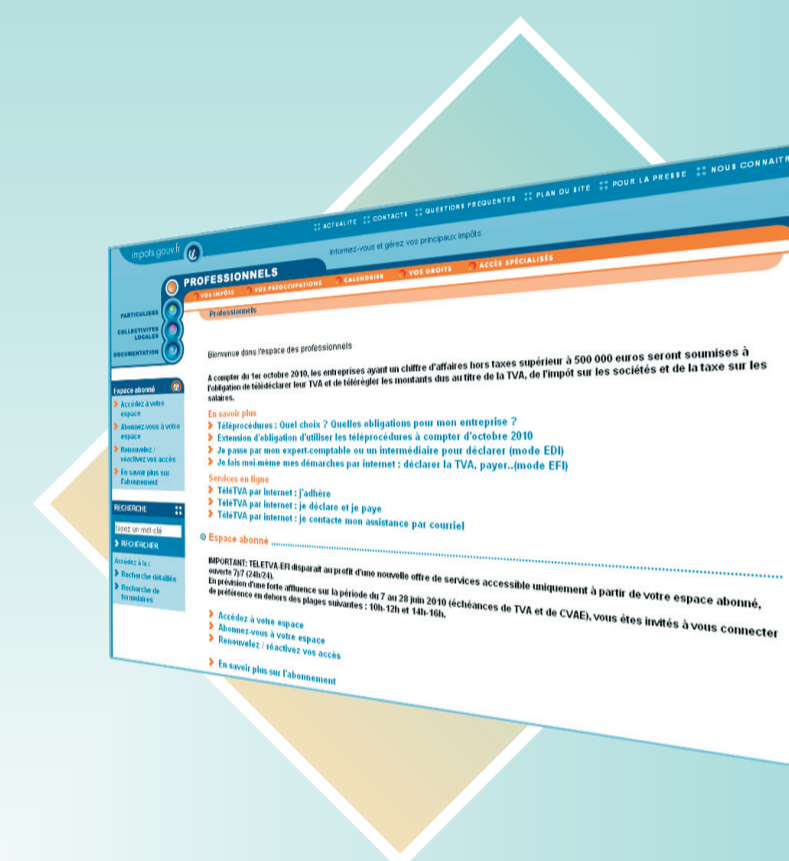 :: ACTUALITE :: CONTACTS :: QUESTIONS FREQUENTES :: PLAN DU SITE :: POUR LA PRESSE :: NOUS CONNAITR
impots.gouv.fr
Informez-vous et gérez vos principaux impôts
PROFESSIONNELS
VOS IMPÔTS VOS PRÉOCCUPATIONS CALENDRIER VOS DROITS ACCÈS SPÉCIALISÉS
PARTICULIERS
COLLECTIVITES
LOCALES
DOCUMENTATION
Professionnels
Bienvenue dans l'espace des professionnels
A compter du 1er octobre 2010, les entreprises ayant un chiffre d'affaires hors taxes supérieur à 500 000 euros seront soumises à
l'obligation de télédéclarer leur TVA et de télérégler les montants dus au titre de la TVA, de l'impôt sur les sociétés et de la taxe sur les
salaires.
En savoir plus
Téléprocédures : Quel choix ? Quelles obligations pour mon entreprise ?
Extension d'obligation d'utiliser les téléprocédures à compter d'octobre 2010
Je passe par mon expert-comptable ou un intermédiaire pour déclarer (mode EDI)
Je fais moi-même mes démarches par internet : déclarer la TVA, payer..(mode EFI)
Services en ligne
TéléTVA par Internet : j'adhère
TéléTVA par Internet : je déclare et je paye
TéléTVA par Internet : je contacte mon assistance par courriel
Espace abonné
IMPORTANT: TELETVA-EFI disparaît au profit d'une nouvelle offre de services accessible uniquement à partir de votre espace abonné,
ouverte 7j/7 (24h/24).
En prévision d'une forte affluence sur la période du 7 au 28 juin 2010 (échéances de TVA et de CVAE), vous êtes invités à vous connecter
de préférence en dehors des plages suivantes : 10h-12h et 14h-16h.
Accédez à votre espace
Abonnez-vous à votre espace
Renouvelez / réactivez vos accès
En savoir plus sur l'abonnement
Espace abonné
Accédez à votre
espace
Abonnez-vous à votre
espace
Renouvelez /
réactivez vos accès
En savoir plus sur
l'abonnement
RECHERCHE
Tapez un mot-clé
RECHERCHER
Accédez à la :
Recherche détaillée
Recherche de
formulaires